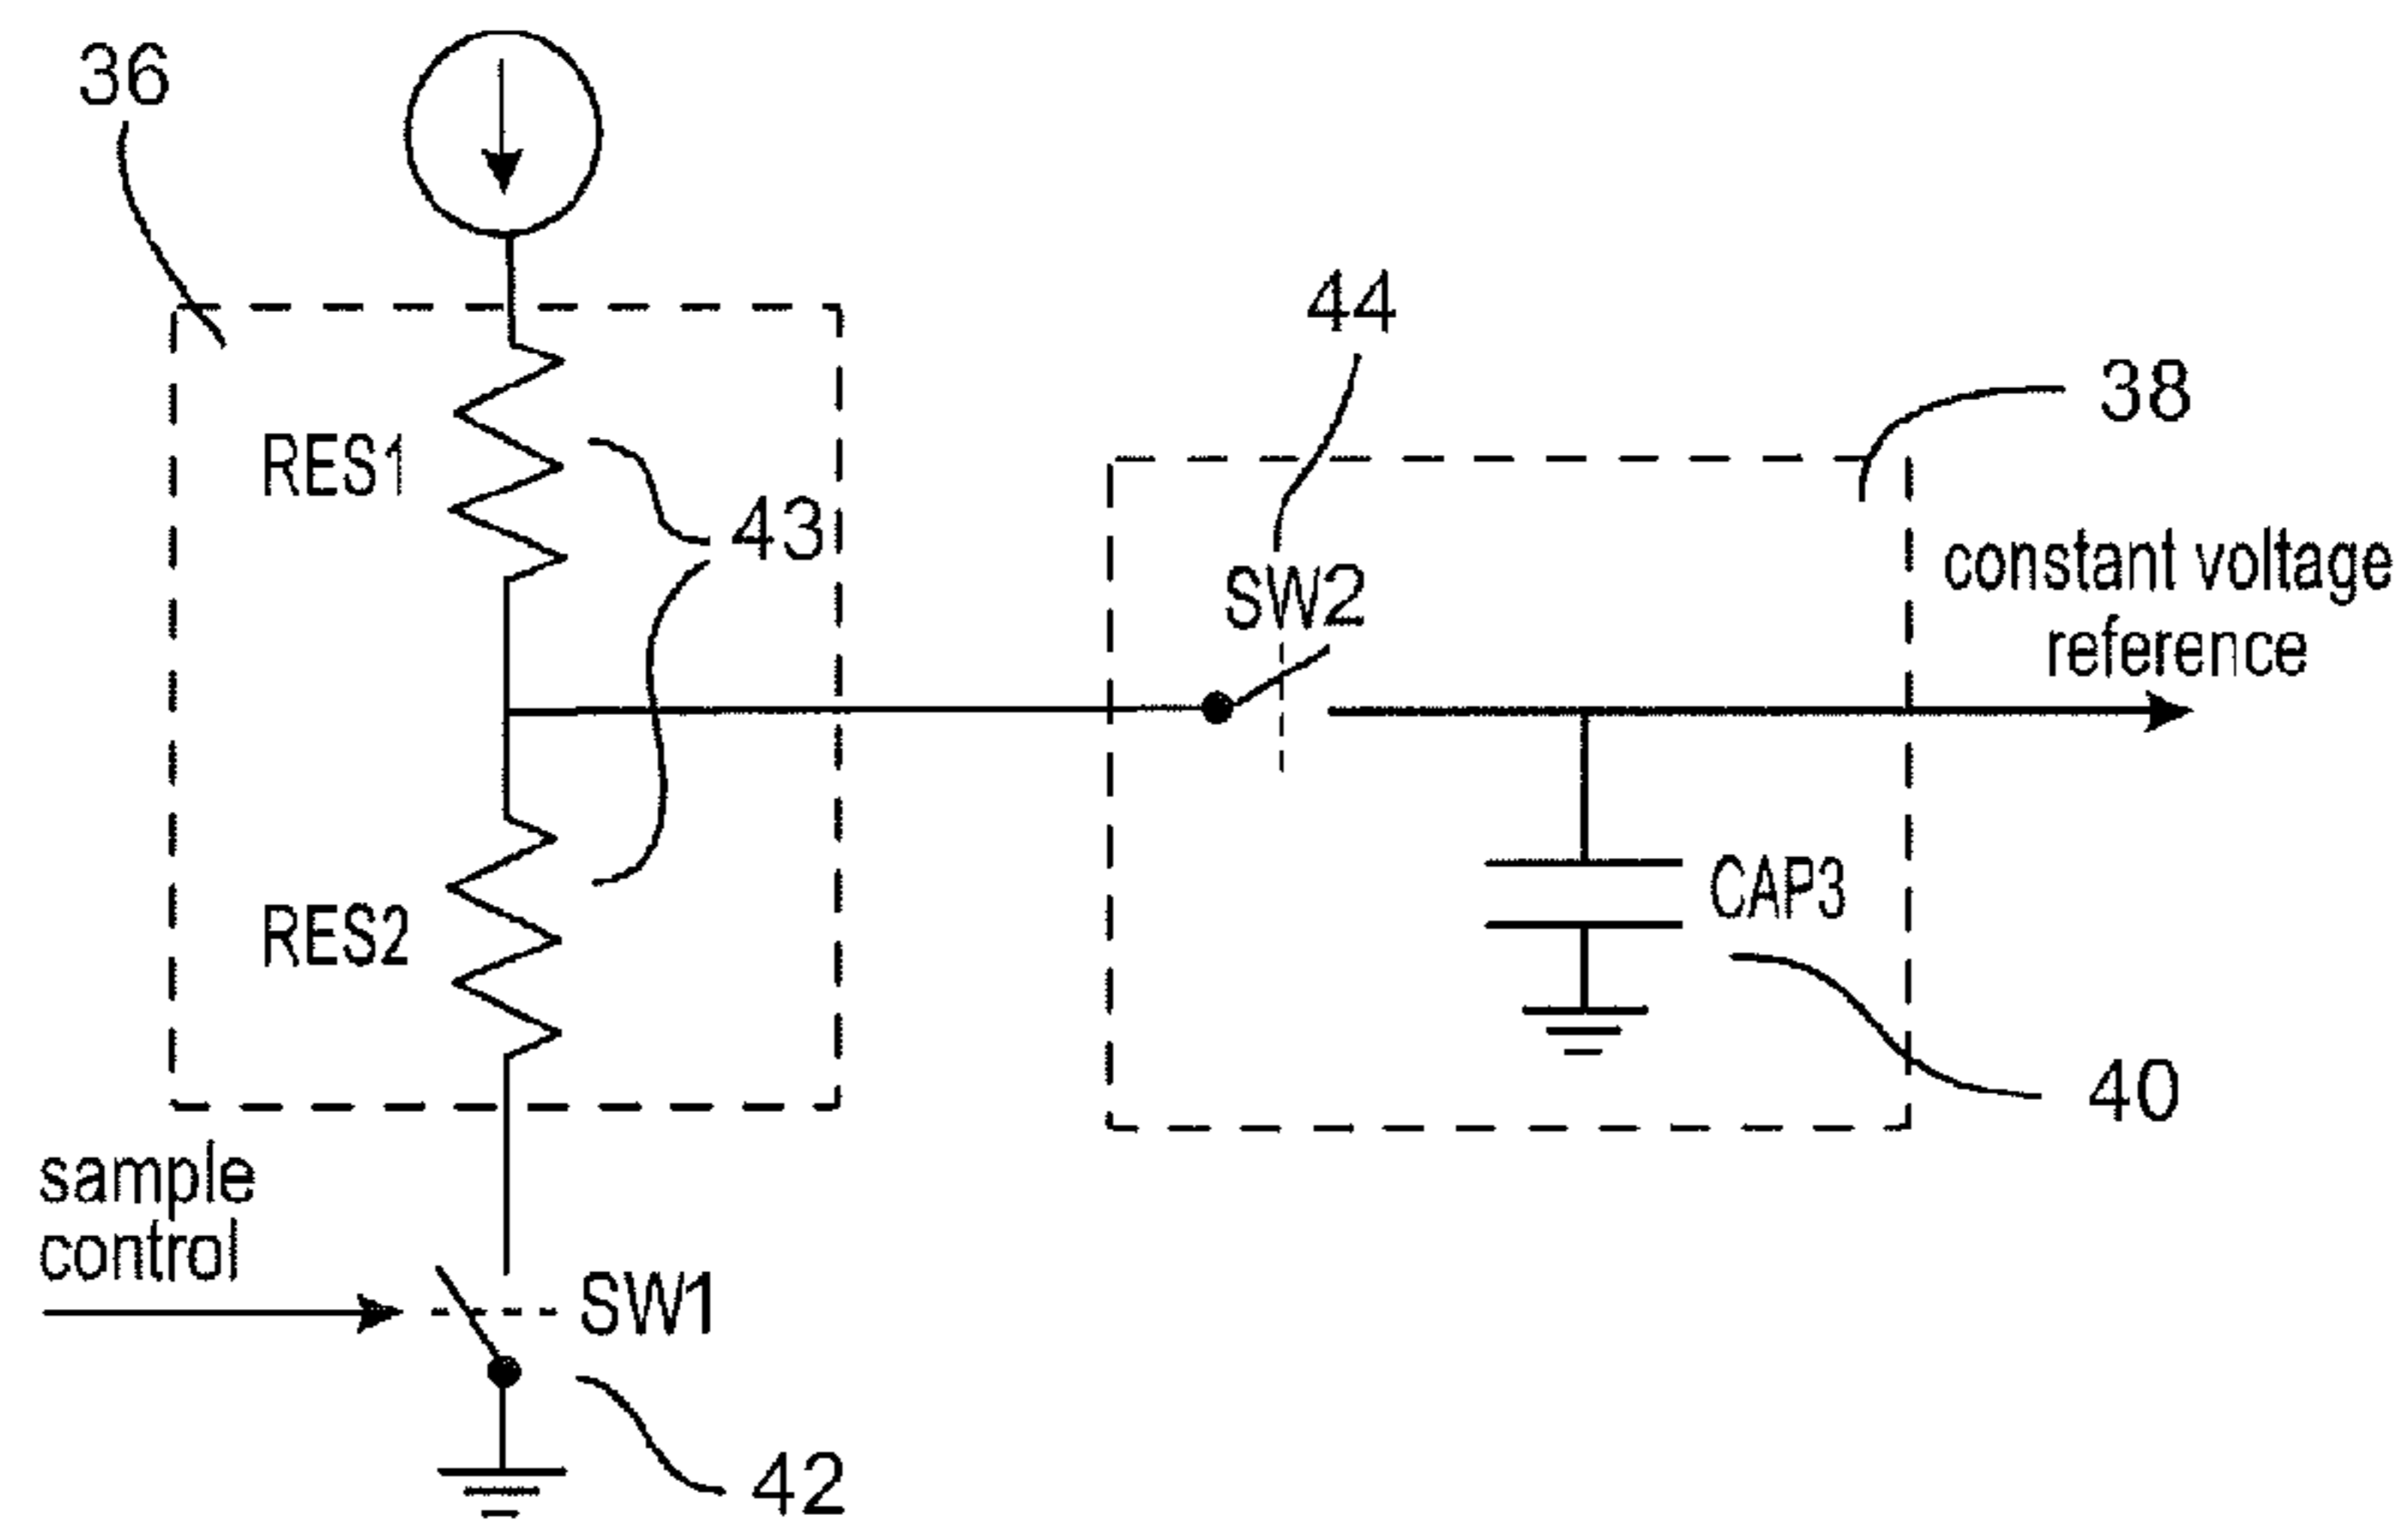 36
44
38
RES1
43
SW2
constant voltage
reference
CAP3
RES2
40
sample
control
SW1
42